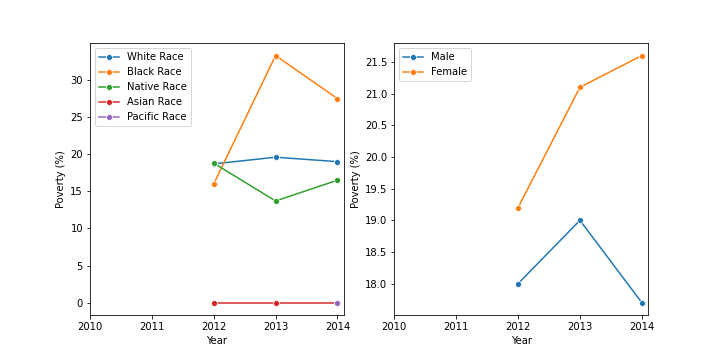 White Race
Black Race
Native Race
Asian Race
Pacific Race
30
25
20
15
10
5
0
Poverty (%)
2010 2011 2012 2013 2014
Year
Male
Female
21.5
21.0
20.5
20.0
19.5
19.0
18.5
18.0
Poverty (%)
2010 2011 2012 2013 2014
Year